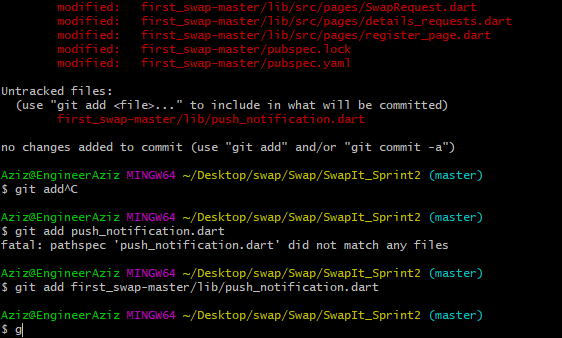 modified: first_swap-master/lib/src/pages/SwapRequest.dart
modified: first_swap-master/lib/src/pages/details_requests.dart
modified: first_swap-master/lib/src/pages/register_page.dart
modified: first_swap-master/pubspec.lock
modified: first_swap-master/pubspec.yaml
Untracked files:
(use "git add <file>..." to include in what will be committed)
first_swap-master/lib/push_notification.dart
no changes added to commit (use "git add" and/or "git commit -a")
Aziz@EngineerAziz MINGW64 ~/Desktop/swap/Swap/SwapIt_Sprint2 (master)
$ git add^C
Aziz@EngineerAziz MINGW64 ~/Desktop/swap/Swap/SwapIt_Sprint2 (master)
$ git add push_notification.dart
fatal: pathspec 'push_notification.dart' did not match any files
Aziz@EngineerAziz MINGW64 ~/Desktop/swap/Swap/SwapIt_Sprint2 (master)
$ git add first_swap-master/lib/push_notification.dart
Aziz@EngineerAziz MINGW64 ~/Desktop/swap/Swap/SwapIt_Sprint2 (master)
$ g